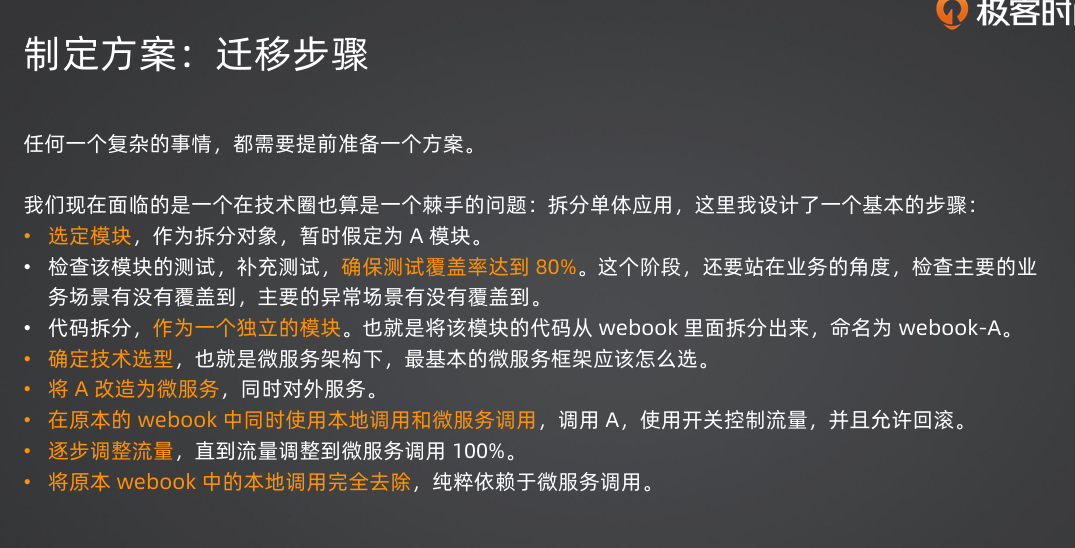 极客时
制定方案：迁移步骤
任何一个复杂的事情，都需要提前准备一个方案。
我们现在面临的是一个在技术圈也算是一个棘手的问题：拆分单体应用，这里我设计了一个基本的步骤：
• 选定模块，作为拆分对象，暂时假定为 A 模块。
• 检查该模块的测试，补充测试，确保测试覆盖率达到 80%。这个阶段，还要站在业务的角度，检查主要的业
务场景有没有覆盖到，主要的异常场景有没有覆盖到。
• 代码拆分，作为一个独立的模块。也就是将该模块的代码从 webook 里面拆分出来，命名为 webook-A。
• 确定技术选型，也就是微服务架构下，最基本的微服务框架应该怎么选。
• 将 A 改造为微服务，同时对外服务。
• 在原本的 webook 中同时使用本地调用和微服务调用，调用 A，使用开关控制流量，并且允许回滚。
• 逐步调整流量，直到流量调整到微服务调用 100%。
• 将原本 webook 中的本地调用完全去除，纯粹依赖于微服务调用。